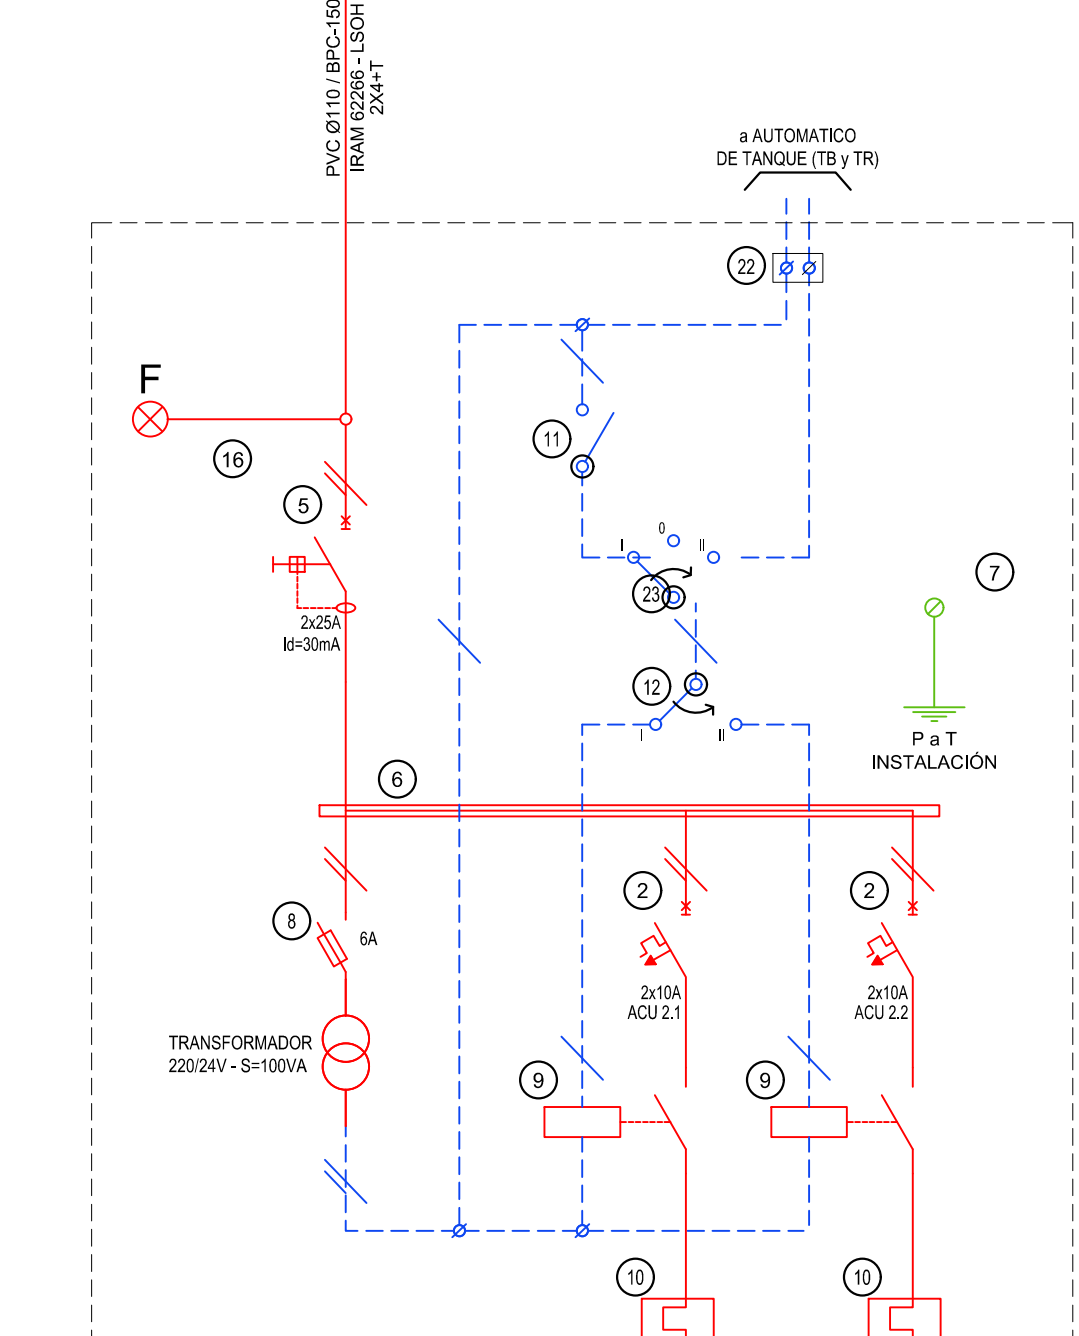 PVC Ø110 / BPC-150
IRAM 62266 - LSOH
2X4+T
a AUTOMATICO
DE TANQUE (TB y TR)
22
F
11
16
5
0
I
II
23
7
2x25A
Id=30mA
12
I
II
P a T
INSTALACIÓN
6
2
2
8
6A
2x10A
ACU 2.1
2x10A
ACU 2.2
TRANSFORMADOR
220/24V - S=100VA
9
9
10
10